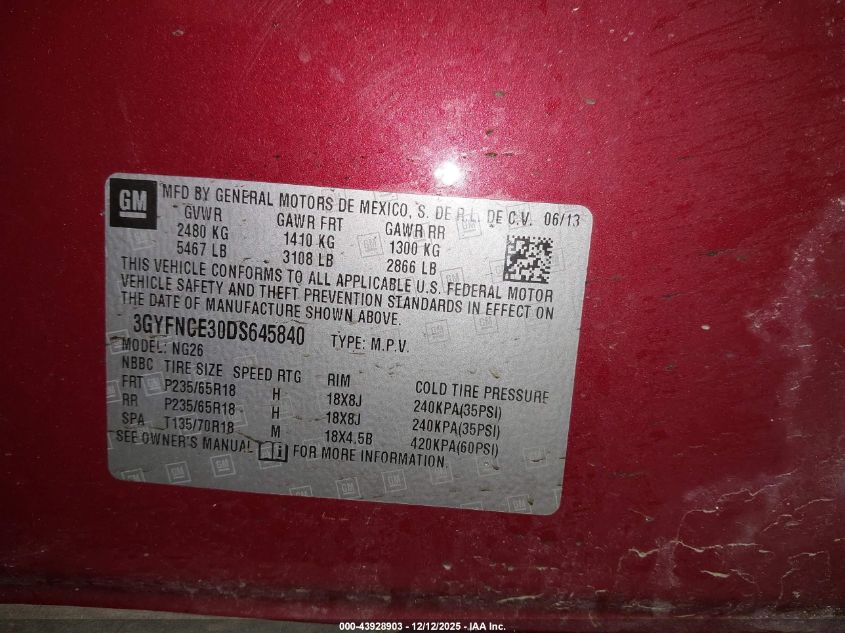 GM MFD BY GENERAL MOTORS DE MEXICO, S. DE R.L. DE C.V. 06/13
GVWR GAWR FRT GAWR RR
2480 KG 1410 KG 1300 KG
5467 LB 3108 LB 2866 LB
THIS VEHICLE CONFORMS TO ALL APPLICABLE U.S. FEDERAL MOTOR
VEHICLE SAFETY AND THEFT PREVENTION STANDARDS IN EFFECT ON
THE DATE OF MANUFACTURE SHOWN ABOVE.
3GYFNCE30DS645840 TYPE: M.P.V.
MODEL: NG26
NBBC TIRE SIZE SPEED RTG RIM COLD TIRE PRESSURE
FRT P235/65R18 H 18X8J 240KPA(35PSI)
RR P235/65R18 H 18X8J 240KPA(35PSI)
SPA T135/70R18 M 18X4.5B 420KPA(60PSI)
SEE OWNER'S MANUAL i FOR MORE INFORMATION.
000-43928903 - 12/12/2025 - IAA Inc.